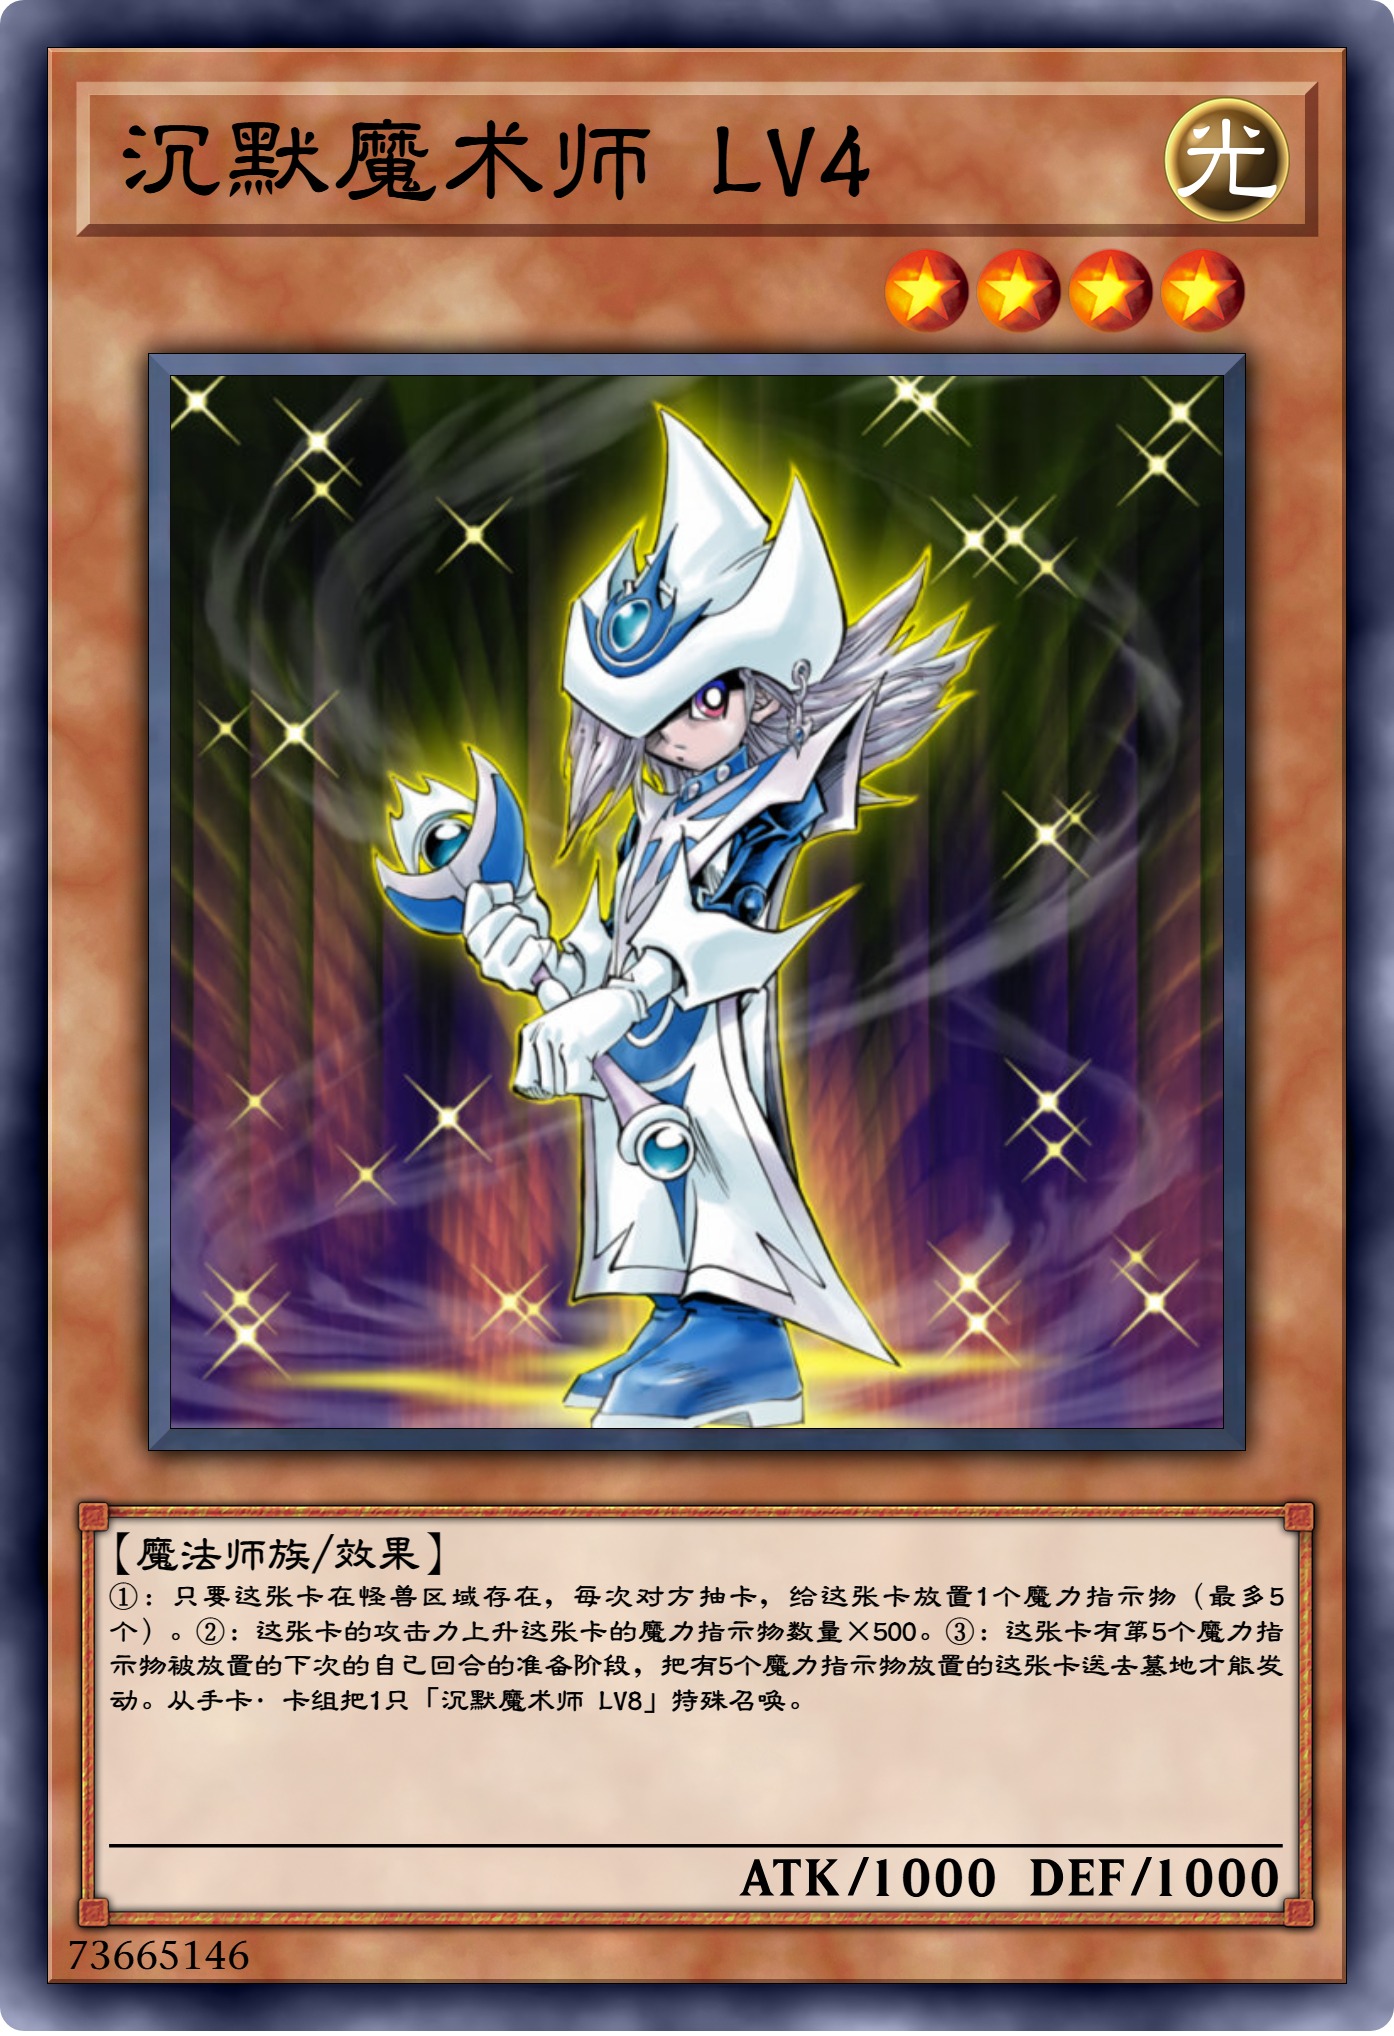 沉默魔术师 LV4
光
【魔法师族/效果】
①：只要这张卡在怪兽区域存在，每次对方抽卡，给这张卡放置1个魔力指示物（最多5
个）。②：这张卡的攻击力上升这张卡的魔力指示物数量×500。③：这张卡有第5个魔力指
示物被放置的下次的自己回合的准备阶段，把有5个魔力指示物放置的这张卡送去墓地才能发
动。从手卡·卡组把1只「沉默魔术师 LV8」特殊召唤。
ATK/1000 DEF/1000
73665146